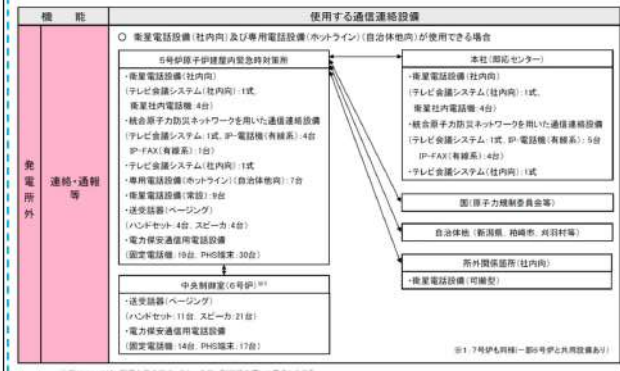 機 能
使用する通信連絡設備
発電所外
連絡・通報等
○ 衛星電話設備(社内向)及び専用電話設備(ホットライン)(自治体他向)が使用できる場合
5号炉原子炉建屋内緊急時対策所
・衛星電話設備(社内向)
(テレビ会議システム(社内向):1式、
衛星社内電話機:4台)
・統合原子力防災ネットワークを用いた通信連絡設備
(テレビ会議システム:1式、IP-電話機(有線系):4台
IP-FAX(有線系):1台)
・テレビ会議システム(社内向):1式
・専用電話設備(ホットライン)(自治体他向):7台
・衛星電話設備(常設):9台
・送受話器(ページング)
(ハンドセット:4台、スピーカ:4台)
・電力保安通信用電話設備
(固定電話機:19台、PHS端末:30台)
中央制御室(6号炉)※1
・送受話器(ページング)
(ハンドセット:11台、スピーカ:21台)
・電力保安通信用電話設備
(固定電話機:14台、PHS端末:17台)
本社(即応センター)
・衛星電話設備(社内向)
(テレビ会議システム(社内向):1式、
衛星社内電話機:4台)
・統合原子力防災ネットワークを用いた通信連絡設備
(テレビ会議システム:1式、IP-電話機(有線系):5台
IP-FAX(有線系):4台)
・テレビ会議システム(社内向):1式
国(原子力規制委員会等)
自治体他(新潟県、柏崎市、刈羽村等)
所外関係箇所(社内向)
・衛星電話設備(可搬型)
※1:7号炉も同様(一部6号炉と共用設備あり)